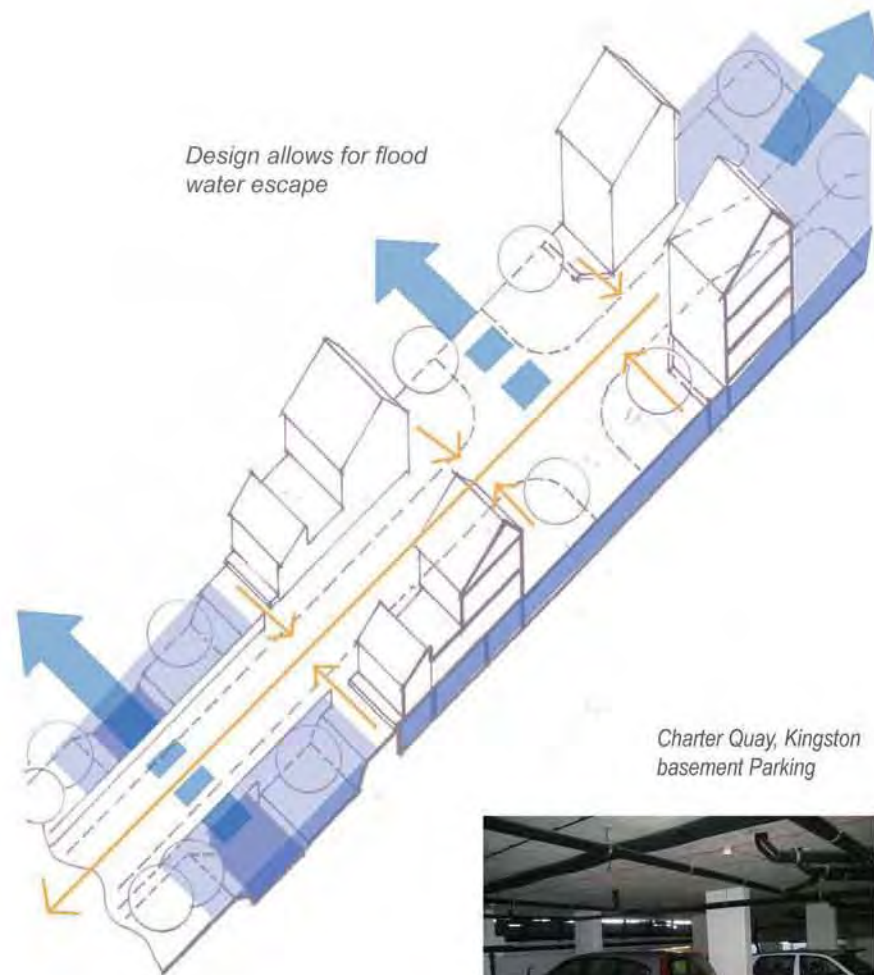 Design allows for flood
water escape
Charter Quay, Kingston
basement Parking